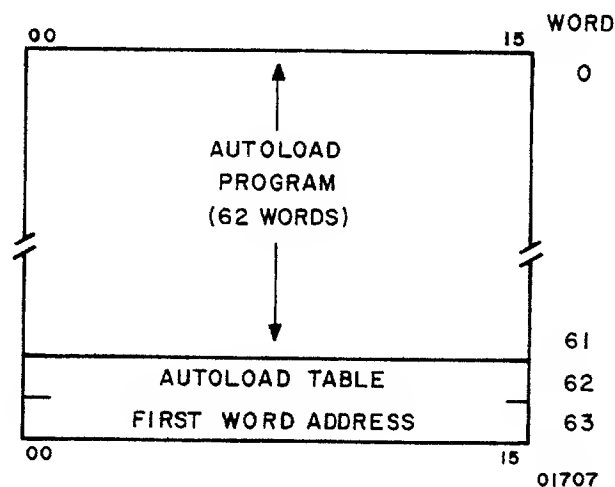 WORD
00 15
0
AUTOLOAD
PROGRAM
(62 WORDS)
61
AUTOLOAD TABLE 62
FIRST WORD ADDRESS 63
00 15
01707